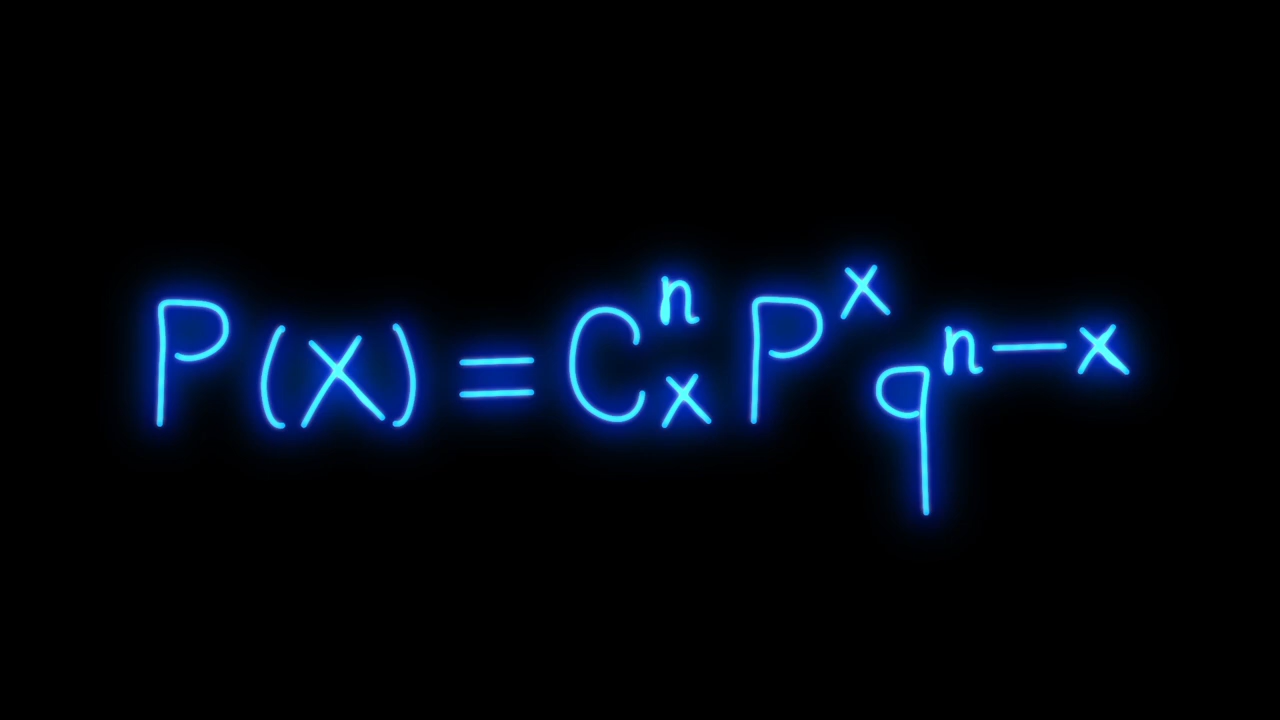 P(x) = C^n_x P^x q^{n-x}